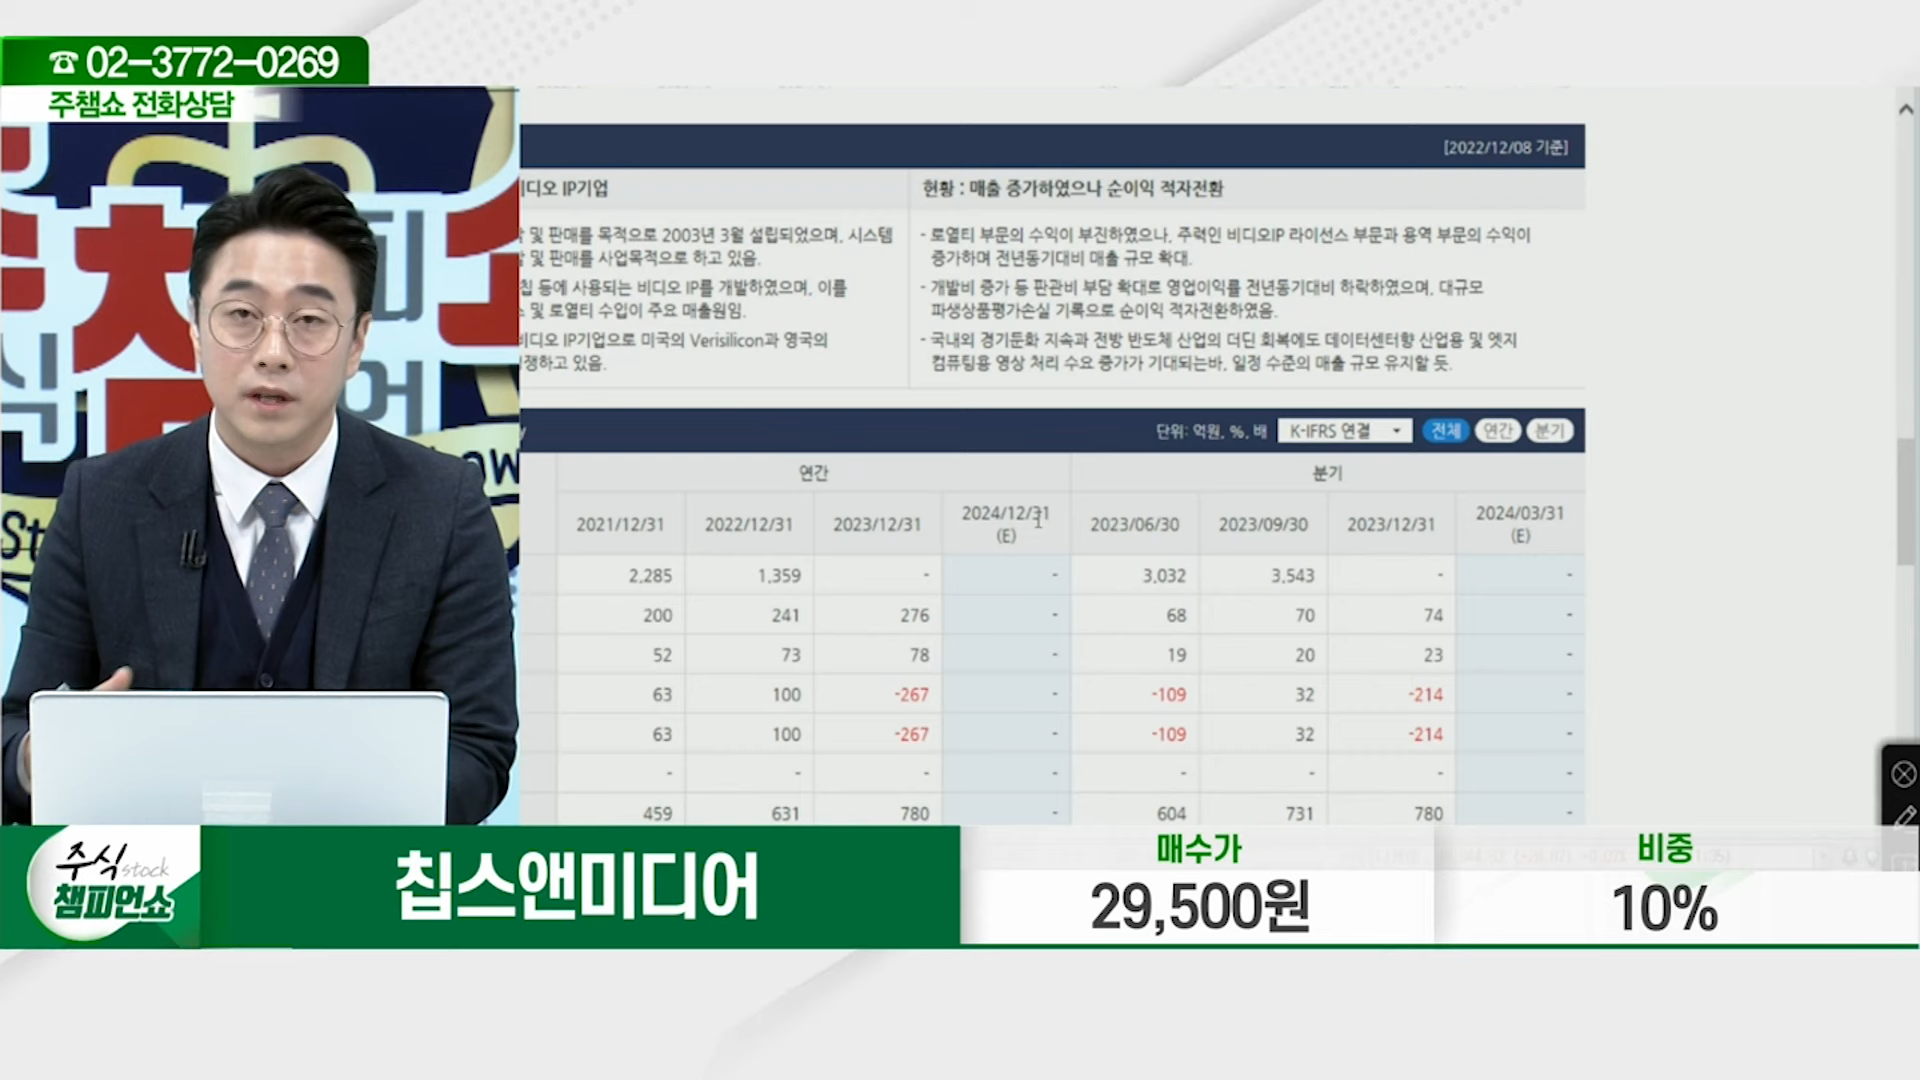 ☎ 02-3772-0269
주챔쇼 전화상담
[2022/12/08 기준]
비디오 IP기업
현황 : 매출 증가하였으나 순이익 적자전환
및 판매를 목적으로 2003년 3월 설립되었으며, 시스템
및 판매를 사업목적으로 하고 있음.
칩 등에 사용되는 비디오 IP를 개발하였으며, 이를
및 로열티 수입이 주요 매출원임.
비디오 IP기업으로 미국의 Verisilicon과 영국의
쟁하고 있음.
- 로열티 부문의 수익이 부진하였으나, 주력인 비디오IP 라이선스 부문과 용역 부문의 수익이
증가하며 전년동기대비 매출 규모 확대.
- 개발비 증가 등 판관비 부담 확대로 영업이익률 전년동기대비 하락하였으며, 대규모
파생상품평가손실 기록으로 순이익 적자전환하였음.
- 국내외 경기둔화 지속과 전방 반도체 산업의 더딘 회복에도 데이터센터향 산업용 및 엣지
컴퓨팅용 영상 처리 수요 증가가 기대되는바, 일정 수준의 매출 규모 유지할 듯.
단위: 억원, %, 배 K-IFRS 연결 전체 연간 분기
연간 분기
2021/12/31 2022/12/31 2023/12/31 2024/12/31 (E) 2023/06/30 2023/09/30 2023/12/31 2024/03/31 (E)
2,285 1,359 - - 3,032 3,543 - -
200 241 276 - 68 70 74 -
52 73 78 - 19 20 23 -
63 100 -267 - -109 32 -214 -
63 100 -267 - -109 32 -214 -
- - - - - - - -
459 631 780 - 604 731 780 -
주식 stock
챔피언쇼
칩스앤미디어
매수가
29,500원
비중
10%